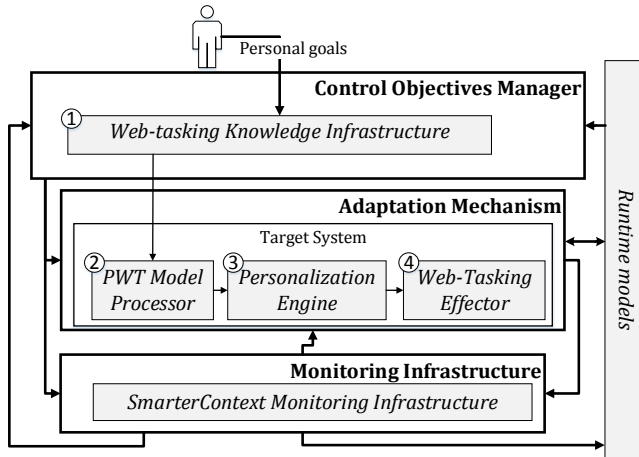 Personal goals
Control Objectives Manager
1
Web-tasking Knowledge Infrastructure
Adaptation Mechanism
Target System
2
PWT Model
Processor
3
Personalization
Engine
4
Web-Tasking
Effector
Monitoring Infrastructure
SmarterContext Monitoring Infrastructure
Runtime models